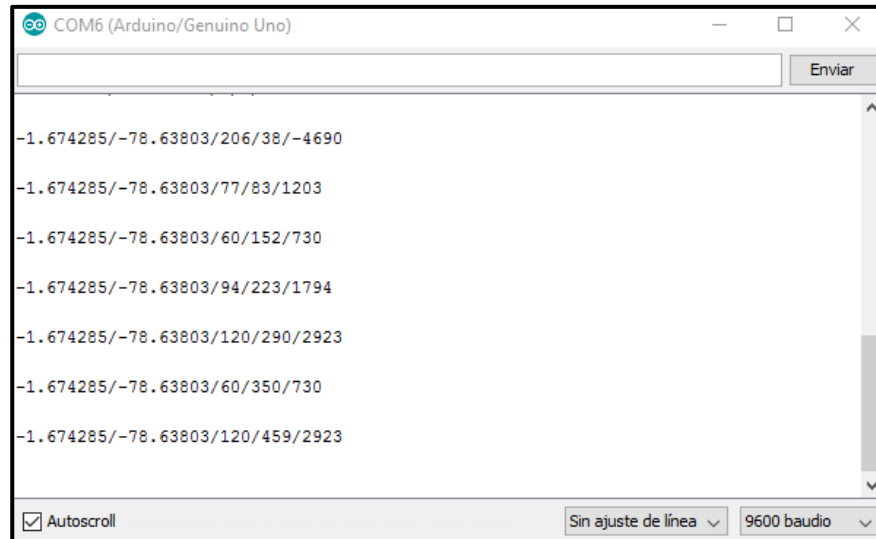 COM6 (Arduino/Genuino Uno)
Enviar
-1.674285/-78.63803/206/38/-4690
-1.674285/-78.63803/77/83/1203
-1.674285/-78.63803/60/152/730
-1.674285/-78.63803/94/223/1794
-1.674285/-78.63803/120/290/2923
-1.674285/-78.63803/60/350/730
-1.674285/-78.63803/120/459/2923
Autoscroll
Sin ajuste de línea
9600 baudio